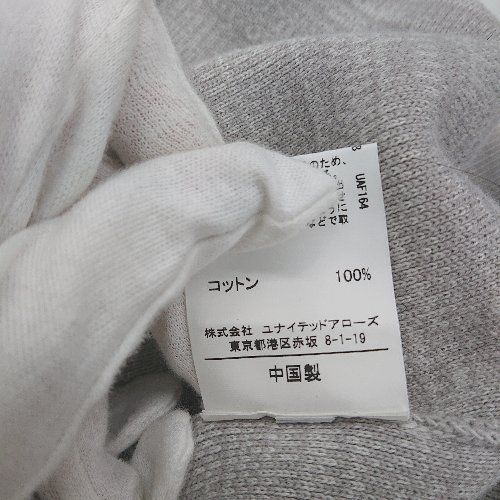 のため、
に
どで取
コットン 100%
株式会社 ユナイテッドアローズ
東京都港区赤坂 8-1-19
中国製
UAF164